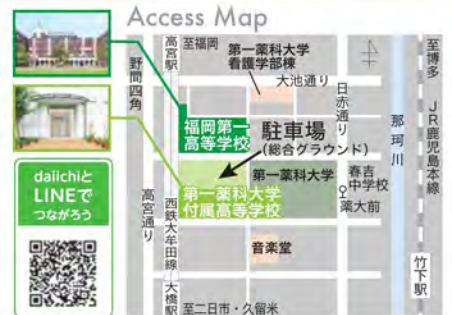 Access Map
高宮駅
至福岡
第一薬科大学
看護学部棟
至博多
野間四角
大池通り
日赤通り
JR鹿児島本線
福岡第一
高等学校
駐車場
(総合グラウンド)
那珂川
第一薬科大学
付属高等学校
第一薬科大学
春吉
中学校
薬大前
高宮通り
西鉄大牟田線
音楽堂
竹下駅
大橋駅
至二日市・久留米
daiichiと
LINEで
つながろう